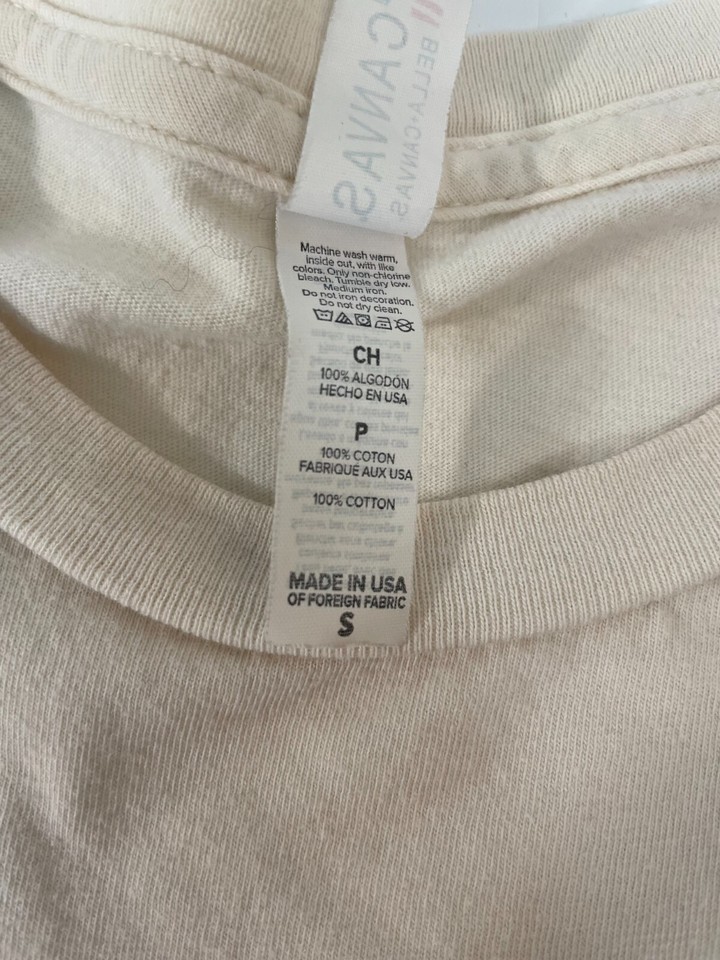 CANVAS
BELLA+CANVAS.
Machine wash warm,
inside out, with like
colors. Only non-chlorine
bleach. Tumble dry low.
Medium iron.
Do not iron decoration.
Do not dry clean.
CH
100% ALGODÓN
HECHO EN USA
P
100% COTON
FABRIQUÉ AUX USA
100% COTTON
MADE IN USA
OF FOREIGN FABRIC
S